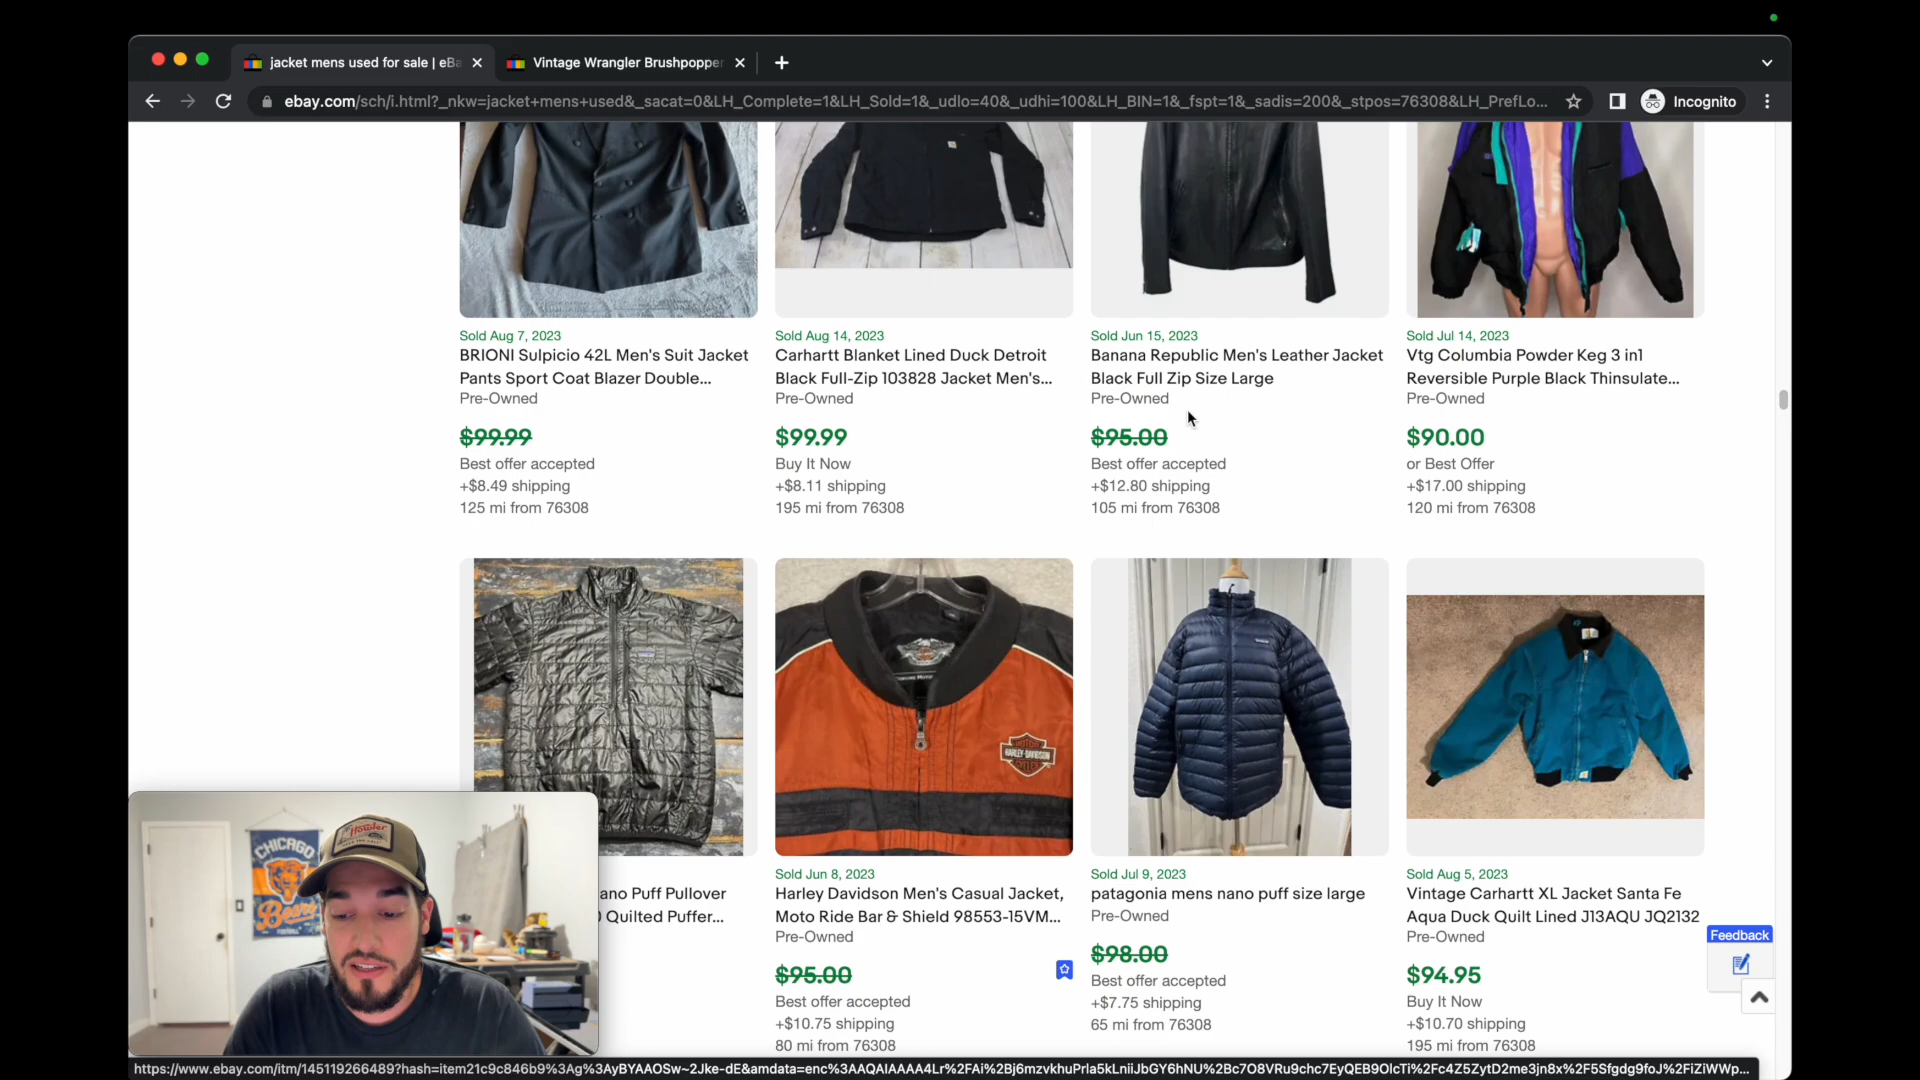 jacket mens used for sale | eBa
Vintage Wrangler Brushpopper
ebay.com/sch/i.html?_nkw=jacket+mens+used&_sacat=0&LH_Complete=1&LH_Sold=1&_udlo=40&_udhi=100&LH_BIN=1&_fspt=1&_sadis=200&_stpos=76308&LH_PrefLo...
Incognito
Sold Aug 7, 2023
BRIONI Sulpicio 42L Men's Suit Jacket
Pants Sport Coat Blazer Double...
Pre-Owned
$99.99
Best offer accepted
+$8.49 shipping
125 mi from 76308
Sold Aug 14, 2023
Carhartt Blanket Lined Duck Detroit
Black Full-Zip 103828 Jacket Men's...
Pre-Owned
$99.99
Buy It Now
+$8.11 shipping
195 mi from 76308
Sold Jun 15, 2023
Banana Republic Men's Leather Jacket
Black Full Zip Size Large
Pre-Owned
$95.00
Best offer accepted
+$12.80 shipping
105 mi from 76308
Sold Jul 14, 2023
Vtg Columbia Powder Keg 3 in1
Reversible Purple Black Thinsulate...
Pre-Owned
$90.00
or Best Offer
+$17.00 shipping
120 mi from 76308
ano Puff Pullover
Quilted Puffer...
MOTOR
HARLEY-DAVIDSON
CYCLES
Sold Jun 8, 2023
Harley Davidson Men's Casual Jacket,
Moto Ride Bar & Shield 98553-15VM...
Pre-Owned
$95.00
Best offer accepted
+$10.75 shipping
80 mi from 76308
Sold Jul 9, 2023
patagonia mens nano puff size large
Pre-Owned
$98.00
Best offer accepted
+$7.75 shipping
65 mi from 76308
Sold Aug 5, 2023
Vintage Carhartt XL Jacket Santa Fe
Aqua Duck Quilt Lined J13AQU JQ2132
Pre-Owned
$94.95
Buy It Now
+$10.70 shipping
195 mi from 76308
Feedback
CHICAGO
Bears
FOOTBALL
Howler